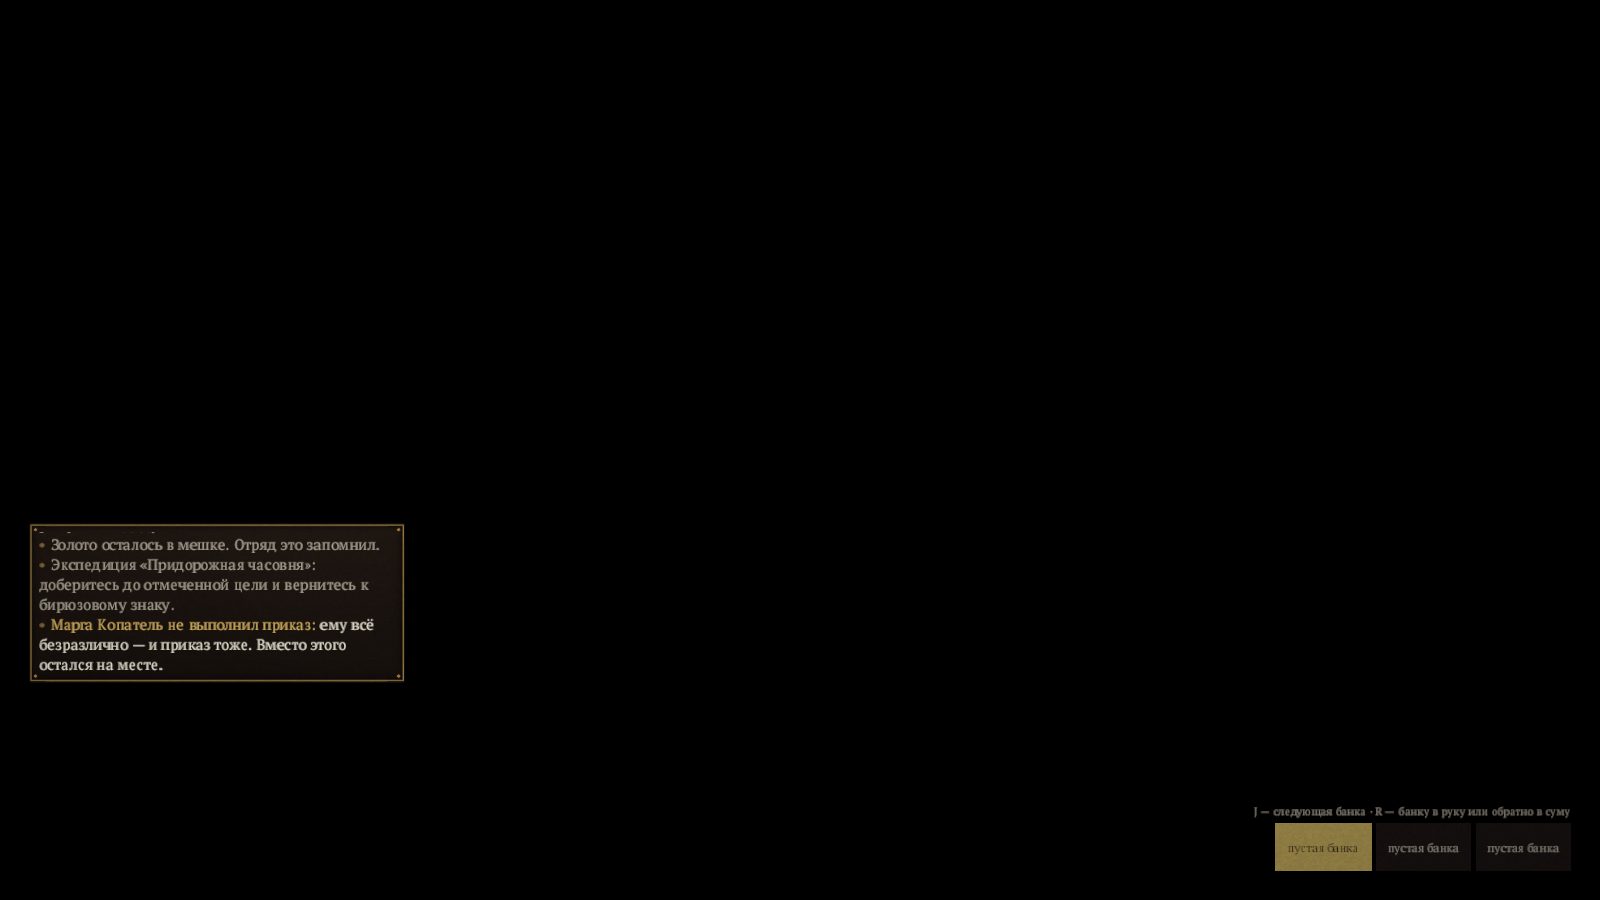 • Золото осталось в мешке. Отряд это запомнил.
• Экспедиция «Придорожная часовня»:
доберитесь до отмеченной цели и вернитесь к
бирюзовому знаку.
• Марга Копатель не выполнил приказ: ему всё
безразлично — и приказ тоже. Вместо этого
остался на месте.
J — следующая банка · R — банку в руку или обратно в суму
пустая банка пустая банка пустая банка